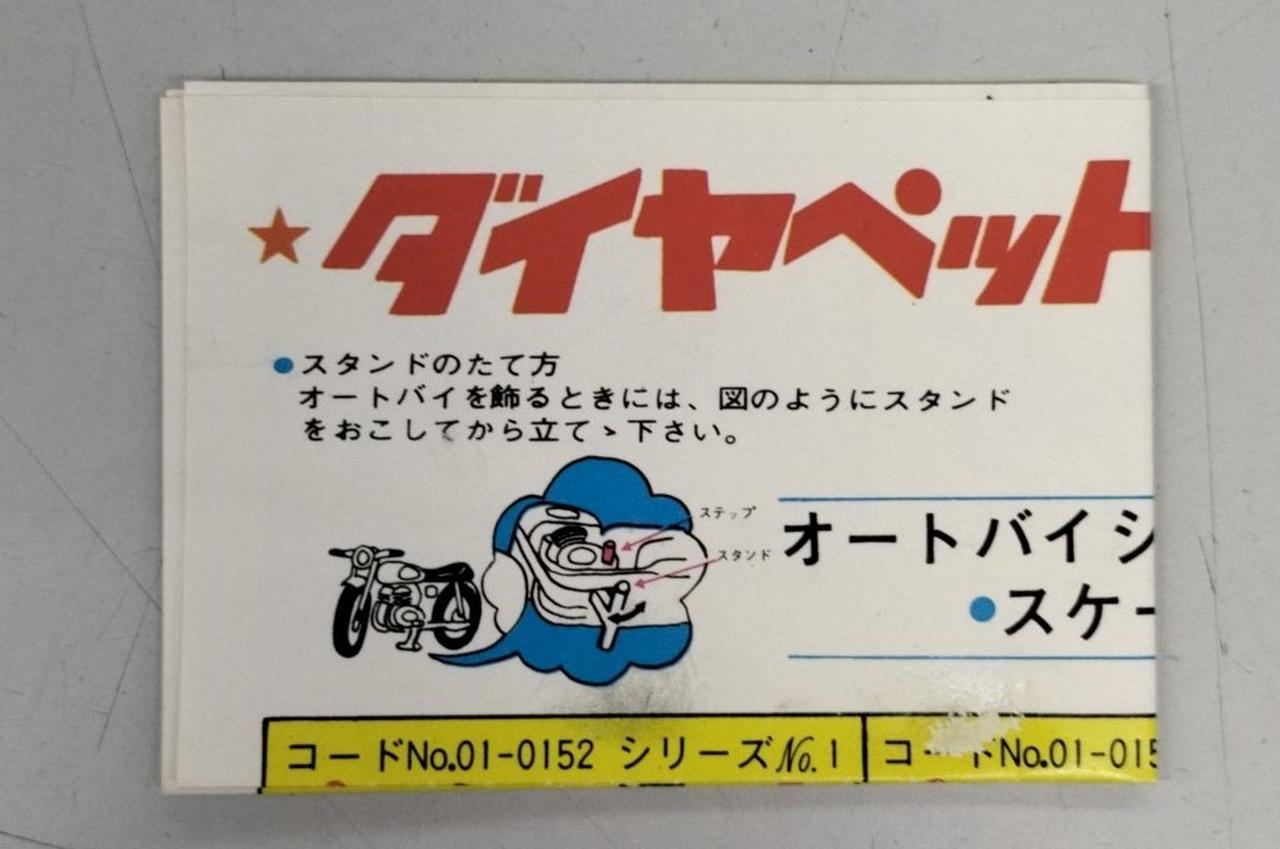 ★ダイヤペット
●スタンドのたて方
オートバイを飾るときには、図のようにスタンド
をおこしてから立てゝ下さい。
ステップ
スタンド
オートバイシ
●スケー
コードNo.01-0152 シリーズNo.1
コードNo.01-015